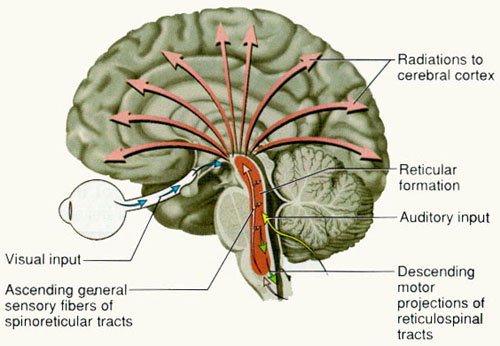 Radiations to
cerebral cortex
Reticular
formation
Auditory input
Visual input
Ascending general
sensory fibers of
spinoreticular tracts
Descending
motor
projections of
reticulospinal
tracts